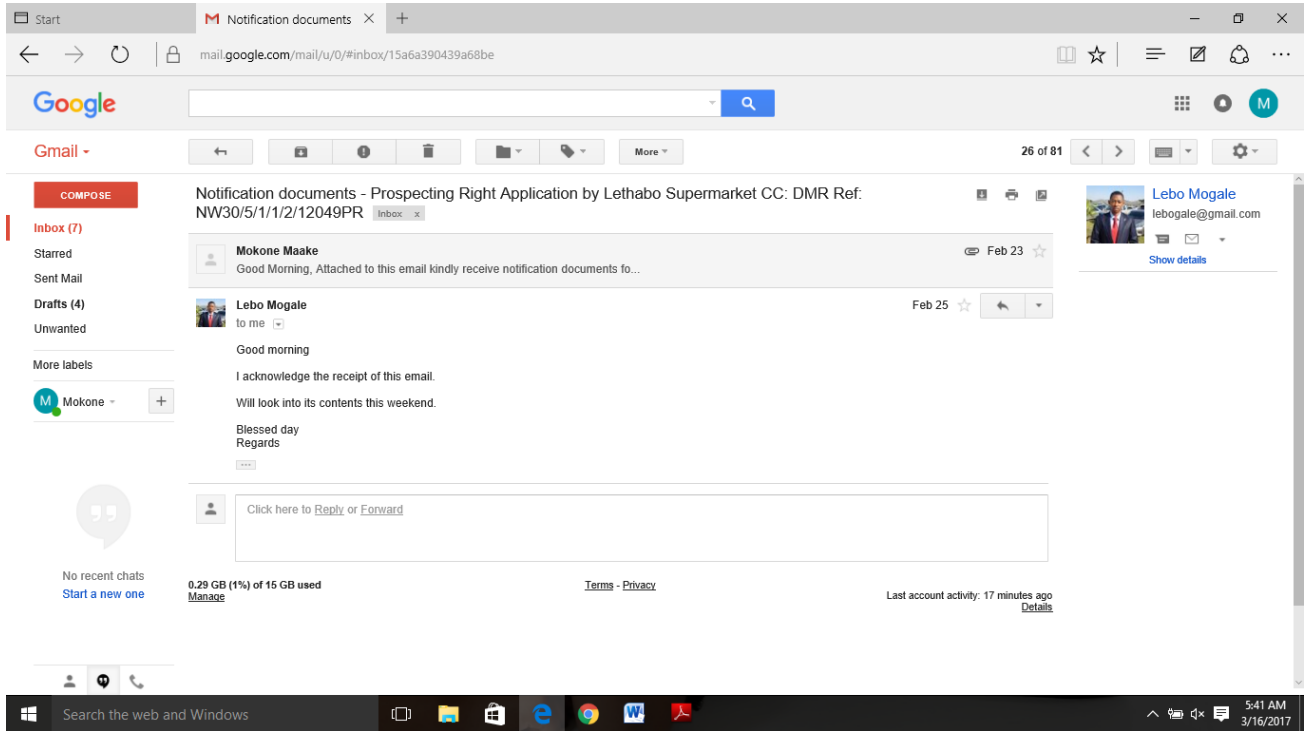 Start
Notification documents
mail.google.com/mail/u/0/#inbox/15a6a390439a68be
Google
M
Gmail
More
26 of 81
COMPOSE
Inbox (7)
Starred
Sent Mail
Drafts (4)
Unwanted
More labels
M Mokone
No recent chats
Start a new one
Notification documents - Prospecting Right Application by Lethabo Supermarket CC: DMR Ref:
NW30/5/1/1/2/12049PR Inbox x
Mokone Maake
Feb 23
Good Morning, Attached to this email kindly receive notification documents fo...
Lebo Mogale
Feb 25
to me
Good morning
I acknowledge the receipt of this email.
Will look into its contents this weekend.
Blessed day
Regards
Click here to Reply or Forward
0.29 GB (1%) of 15 GB used
Manage
Terms - Privacy
Last account activity: 17 minutes ago
Details
Lebo Mogale
lebogale@gmail.com
Show details
Search the web and Windows
5:41 AM
3/16/2017